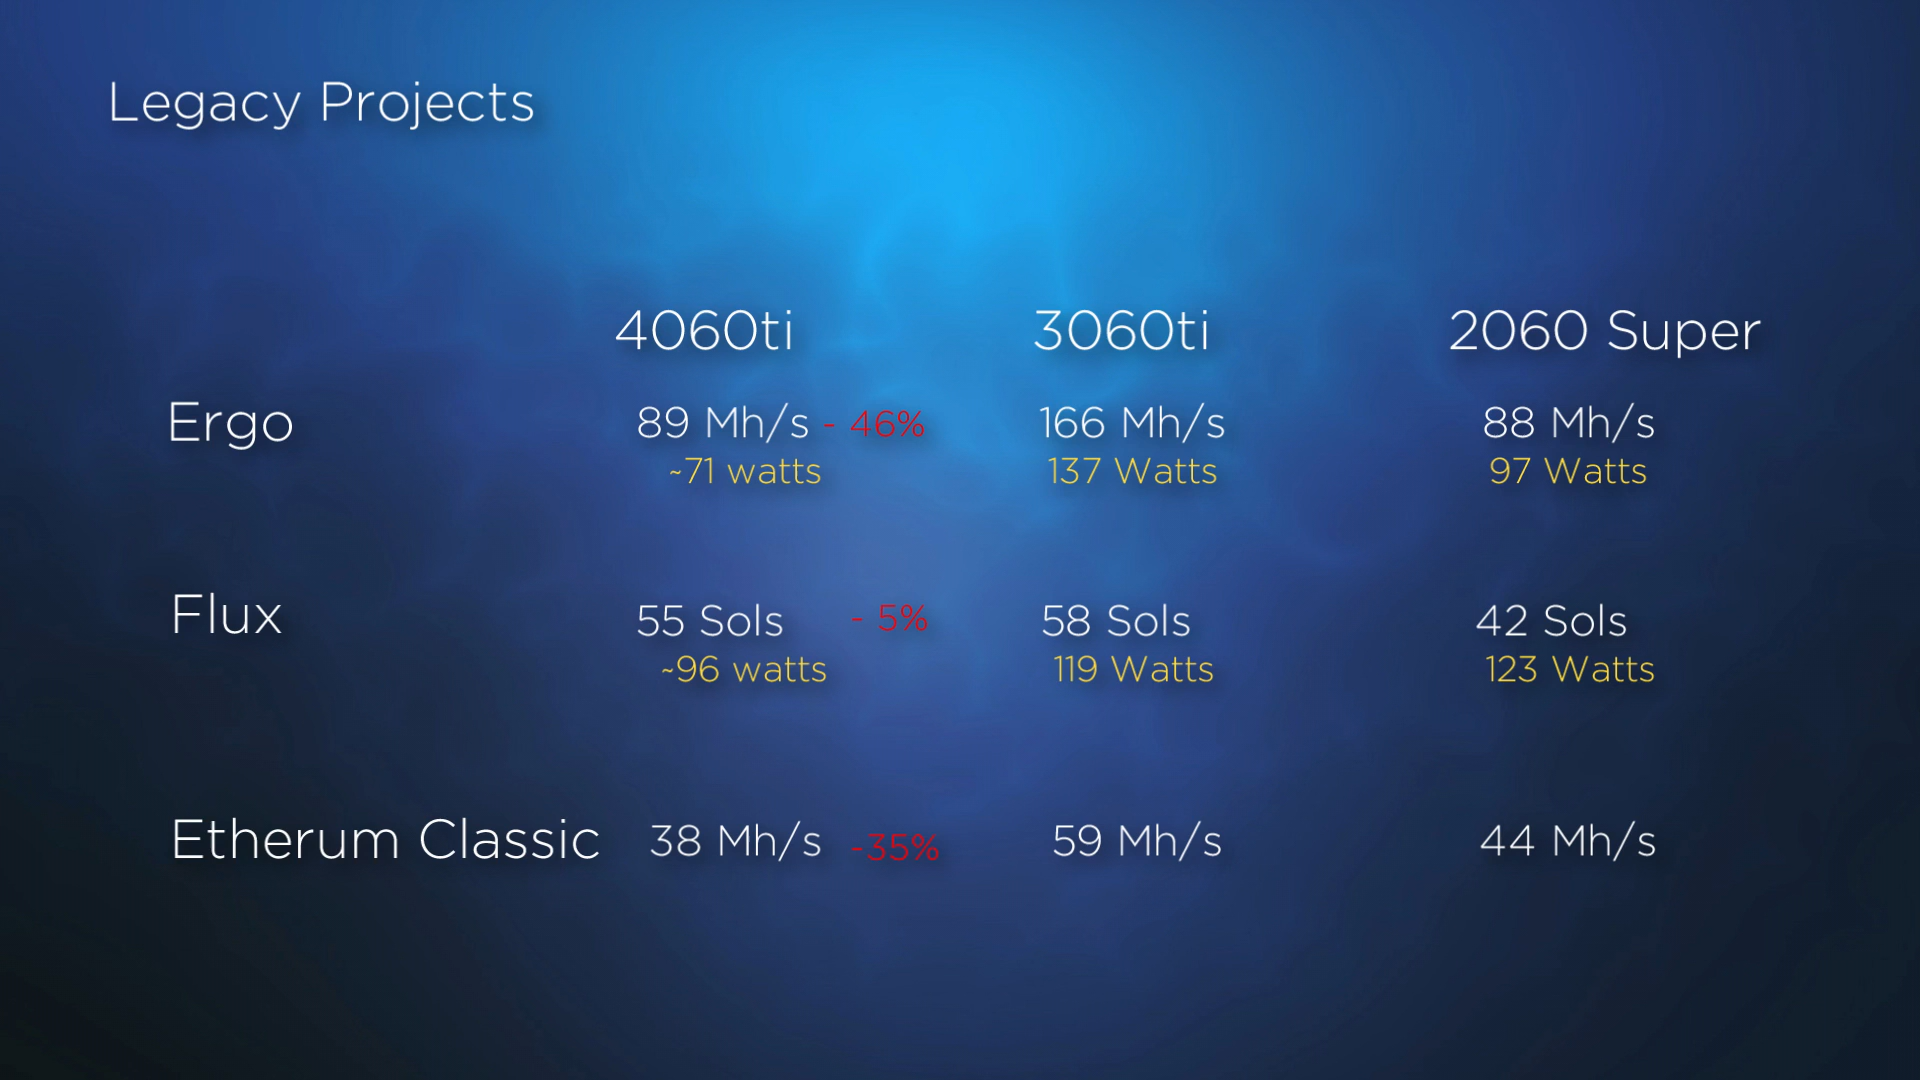 Legacy Projects
4060ti 3060ti 2060 Super
Ergo 89 Mh/s - 46% 166 Mh/s 88 Mh/s
~71 watts 137 Watts 97 Watts
Flux 55 Sols - 5% 58 Sols 42 Sols
~96 watts 119 Watts 123 Watts
Etherum Classic 38 Mh/s -35% 59 Mh/s 44 Mh/s